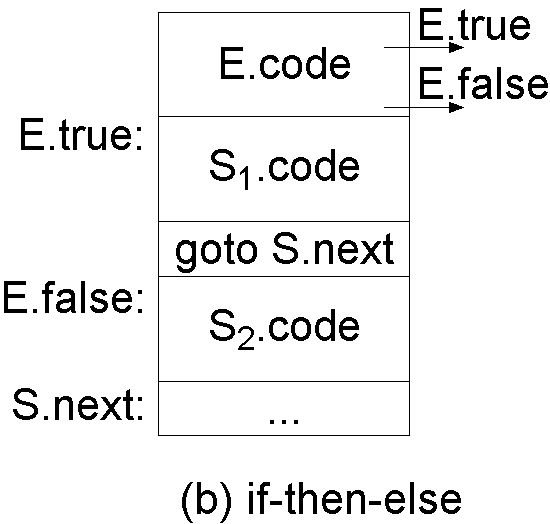 E.code
E.true
E.false
E.true:
S₁.code
goto S.next
E.false:
S₂.code
S.next:
...
(b) if-then-else